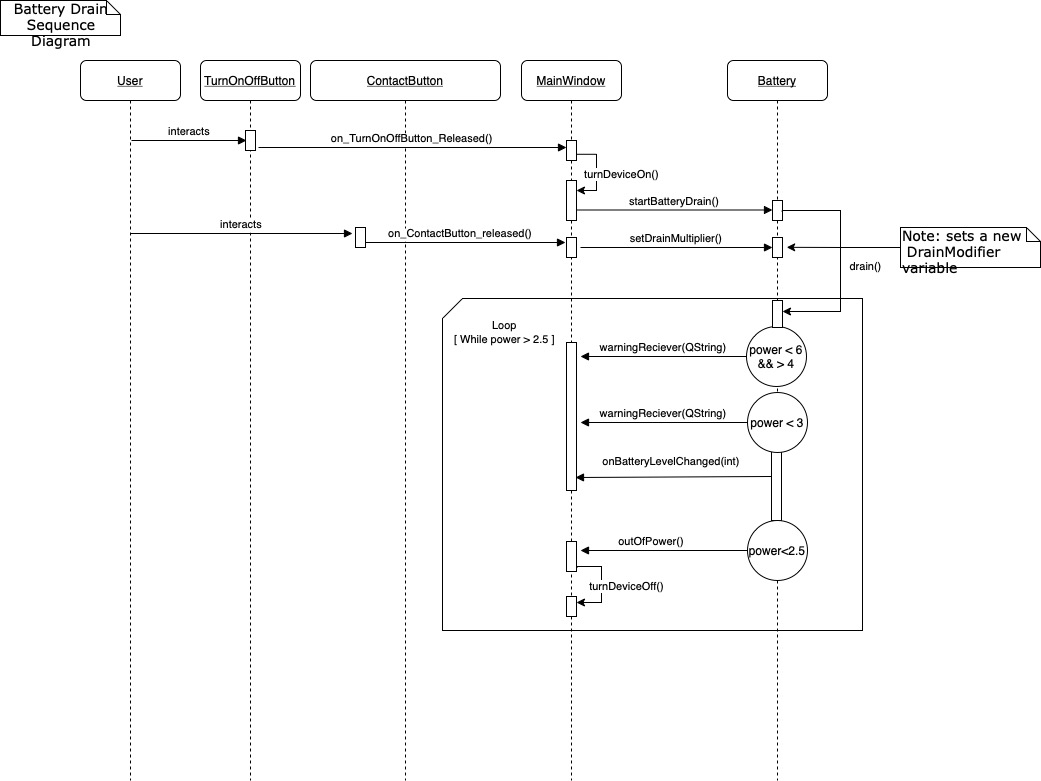 Battery Drain
Sequence
Diagram
User
TurnOnOffButton
ContactButton
MainWindow
Battery
interacts
on_TurnOnOffButton_Released()
turnDeviceOn()
startBatteryDrain()
interacts
on_ContactButton_released()
setDrainMultiplier()
Note: sets a new
DrainModifier
variable
drain()
Loop
[ While power > 2.5 ]
warningReciever(QString)
power < 6
&& > 4
warningReciever(QString)
power < 3
onBatteryLevelChanged(int)
outOfPower()
power<2.5
turnDeviceOff()